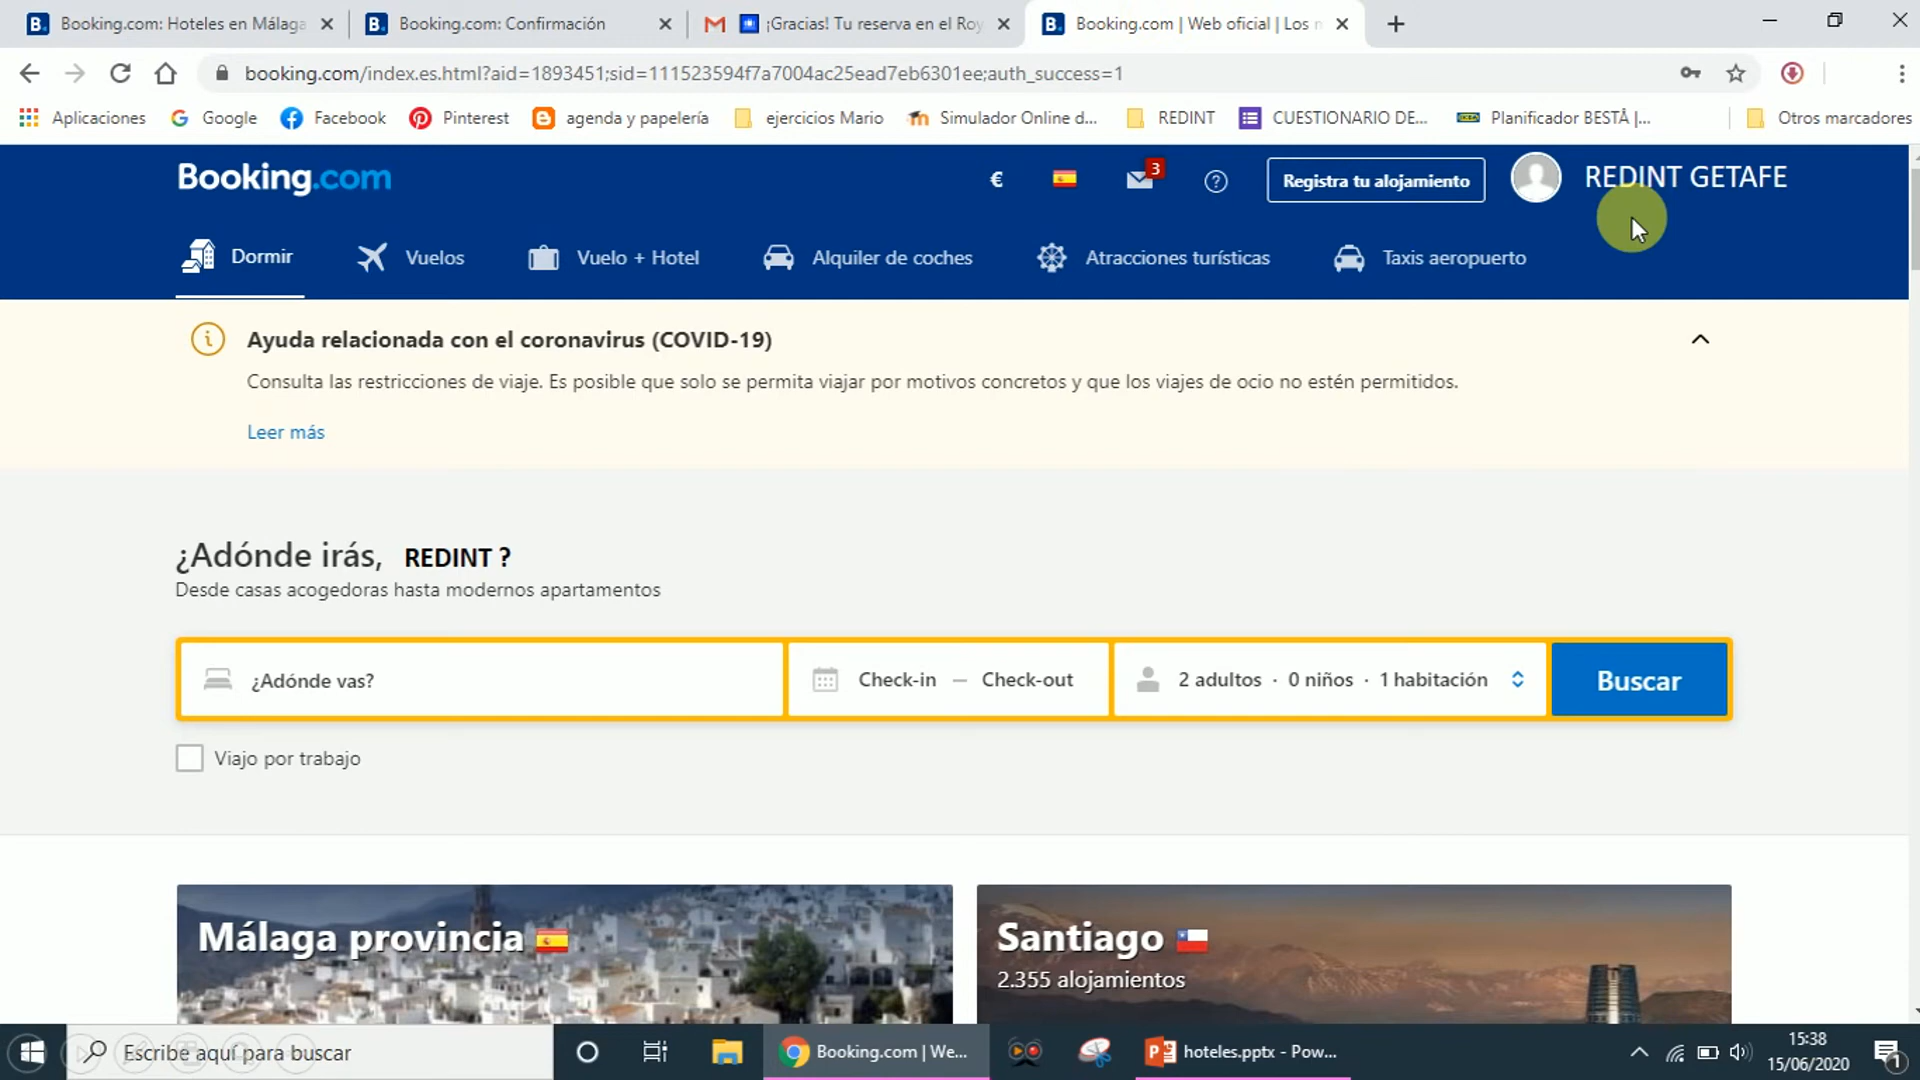 Booking.com: Hoteles en Málaga
Booking.com: Confirmación
¡Gracias! Tu reserva en el Roy
Booking.com | Web oficial | Los
booking.com/index.es.html?aid=1893451;sid=111523594f7a7004ac25ead7eb6301ee;auth_success=1
Aplicaciones
Google
Facebook
Pinterest
agenda y papelería
ejercicios Mario
Simulador Online d...
REDINT
CUESTIONARIO DE...
Planificador BESTÅ |...
Otros marcadores
Booking.com
€
3
Registra tu alojamiento
REDINT GETAFE
Dormir
Vuelos
Vuelo + Hotel
Alquiler de coches
Atracciones turísticas
Taxis aeropuerto
Ayuda relacionada con el coronavirus (COVID-19)
Consulta las restricciones de viaje. Es posible que solo se permita viajar por motivos concretos y que los viajes de ocio no estén permitidos.
Leer más
¿Adónde irás, REDINT ?
Desde casas acogedoras hasta modernos apartamentos
¿Adónde vas?
Check-in — Check-out
2 adultos · 0 niños · 1 habitación
Buscar
Viajo por trabajo
Málaga provincia
Santiago
2.355 alojamientos
Escribe aquí para buscar
Booking.com | We...
hoteles.pptx - Pow...
15:38
15/06/2020
1